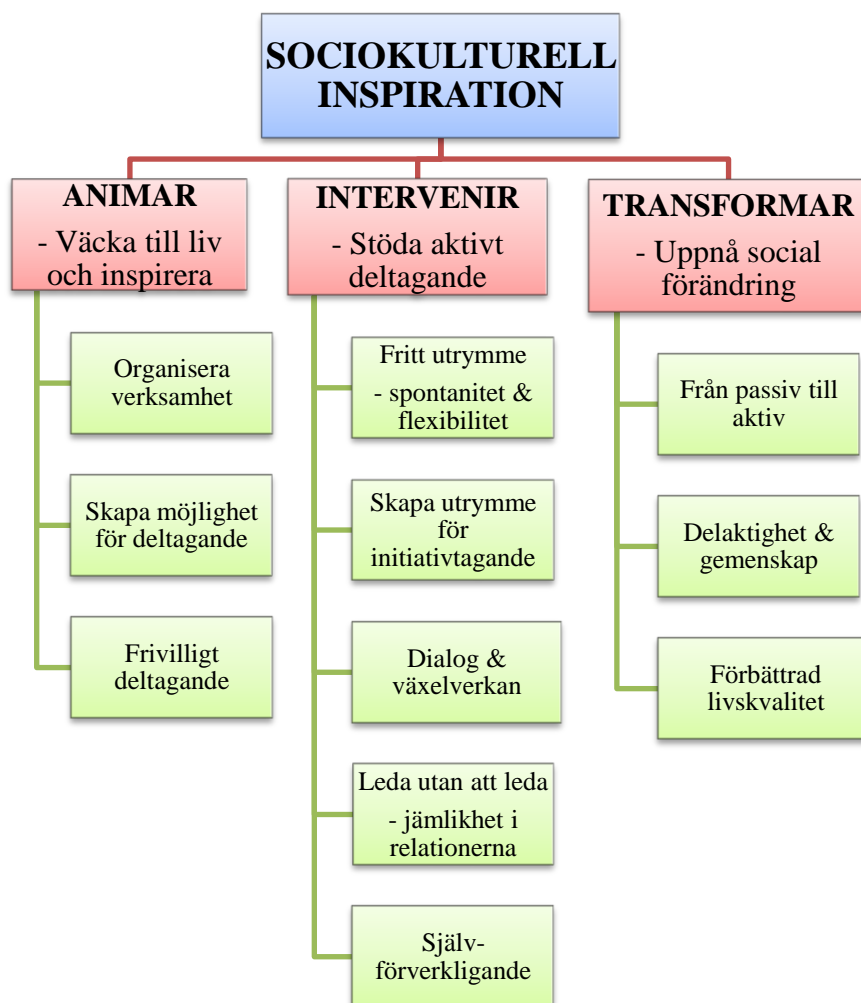 SOCIOKULTURELL
INSPIRATION
ANIMAR
- Väcka till liv
och inspirera
Organisera
verksamhet
Skapa möjlighet
för deltagande
Frivilligt
deltagande
INTERVENIR
- Stöda aktivt
deltagande
Fritt utrymme
- spontanitet &
flexibilitet
Skapa utrymme
för
initiativtagande
Dialog &
växelverkan
Leda utan att leda
- jämlikhet i
relationerna
Själv-
förverkligande
TRANSFORMAR
- Uppnå social
förändring
Från passiv till
aktiv
Delaktighet &
gemenskap
Förbättrad
livskvalitet